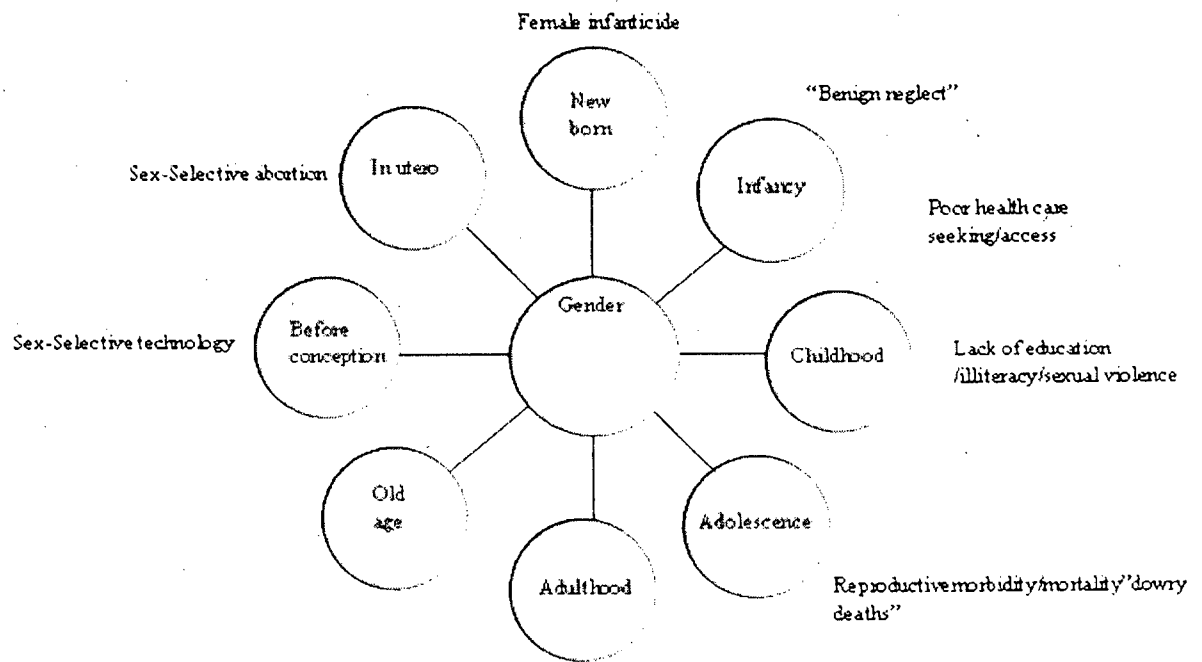 Female infanticide
New
born
"Benign neglect"
Sex-Selective abortion
In utero
Infancy
Poor health care
seeking/access
Gender
Sex-Selective technology
Before
conception
Childhood
Lack of education
/illiteracy/sexual violence
Old
age
Adolescence
Adulthood
Reproductive morbidity/mortality"dowry
deaths"